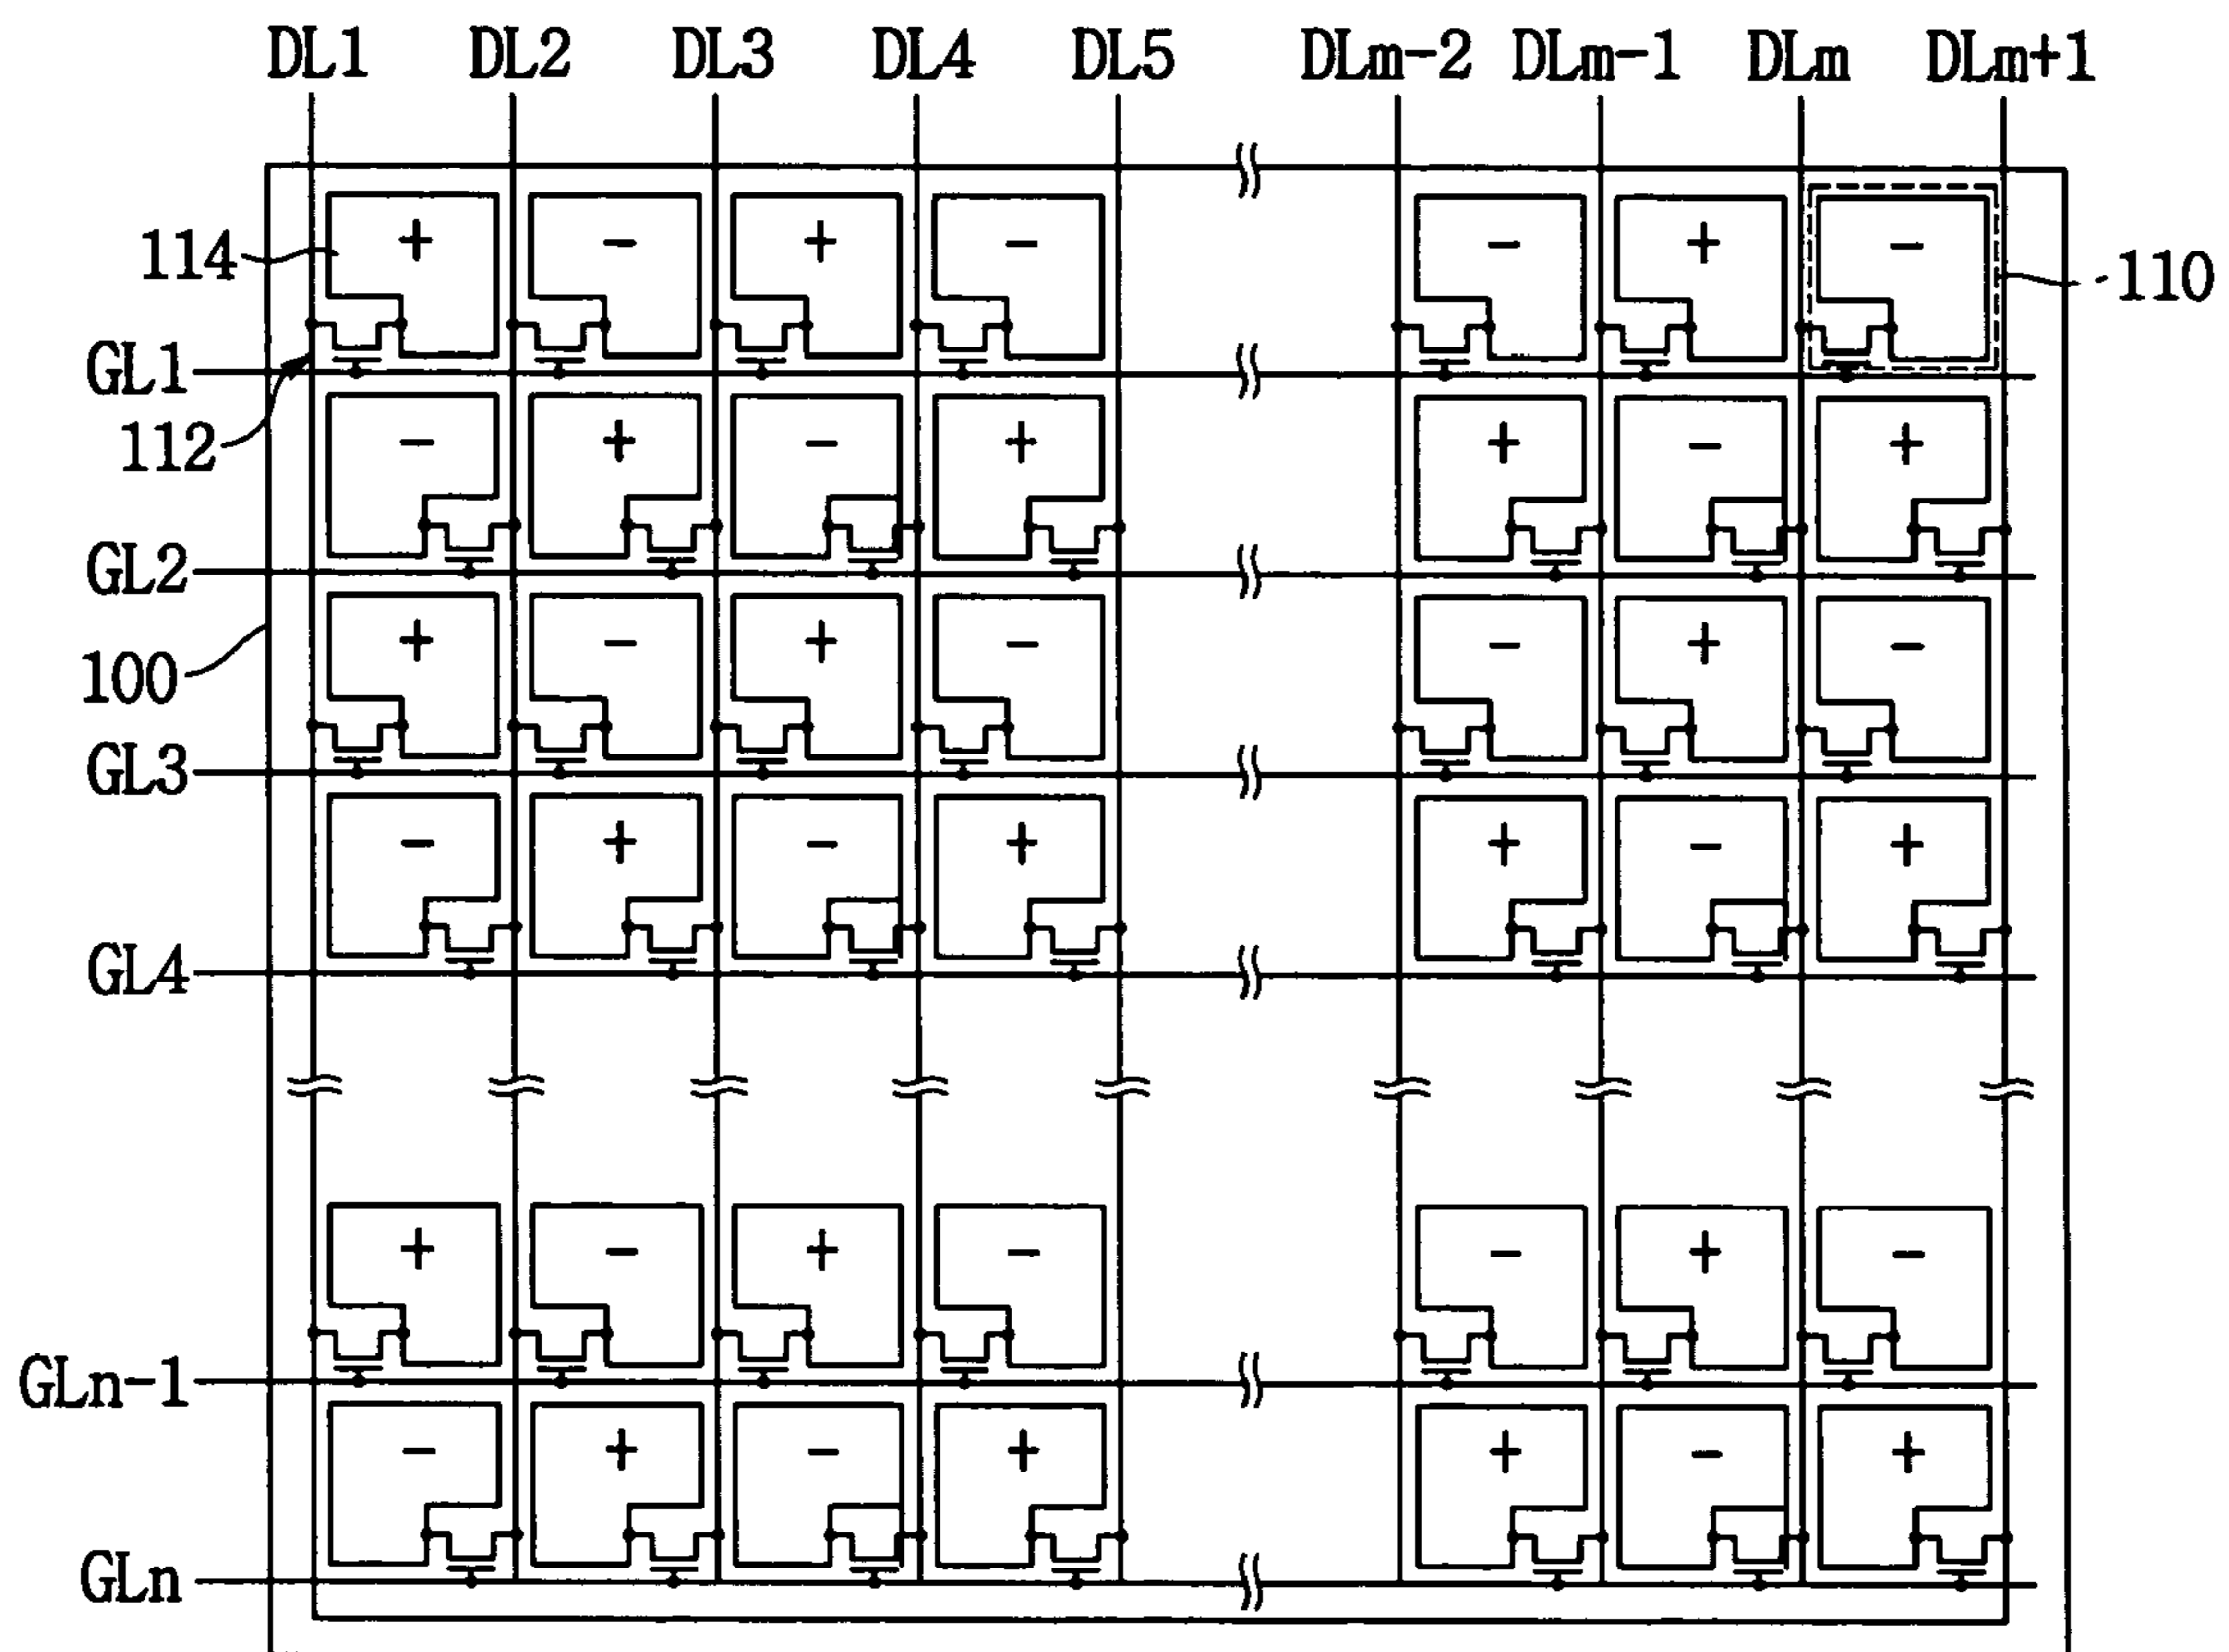 DL1 DL2 DL3 DL4 DL5 DLm-2 DLm-1 DLm DLm+1
+ - + - - + -
114
110
GL1
112
- + - + + - +
GL2
+ - + - - + -
100
GL3
- + - + + - +
GL4
+ - + - - + -
GLn-1
- + - + + - +
GLn